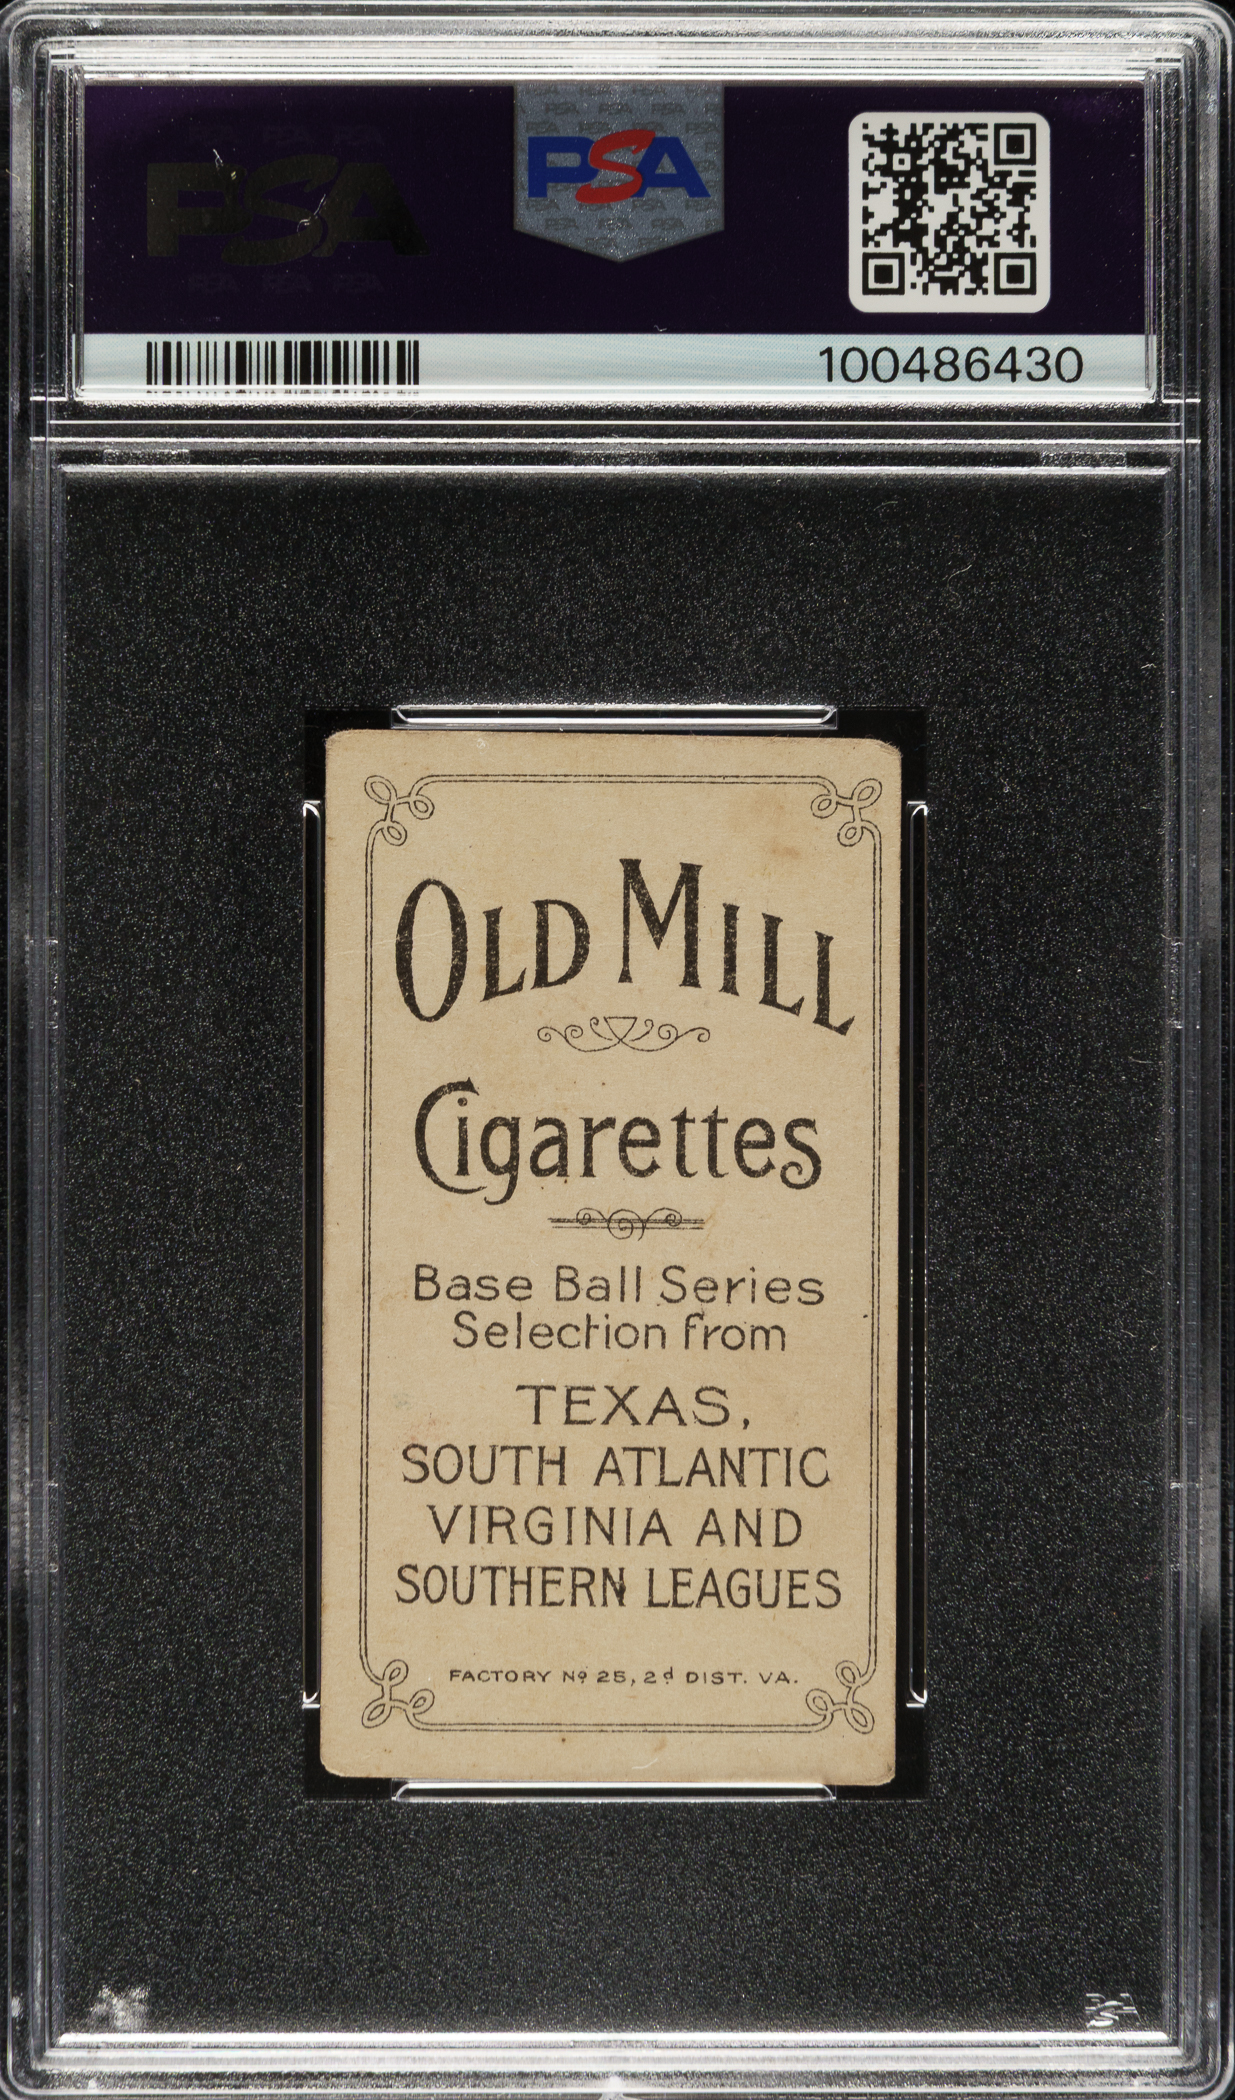 PSA
PSA
100486430
OLD MILL
Cigarettes
Base Ball Series
Selection from
TEXAS,
SOUTH ATLANTIC
VIRGINIA AND
SOUTHERN LEAGUES
FACTORY Nº 25, 2d DIST. VA.
PSA